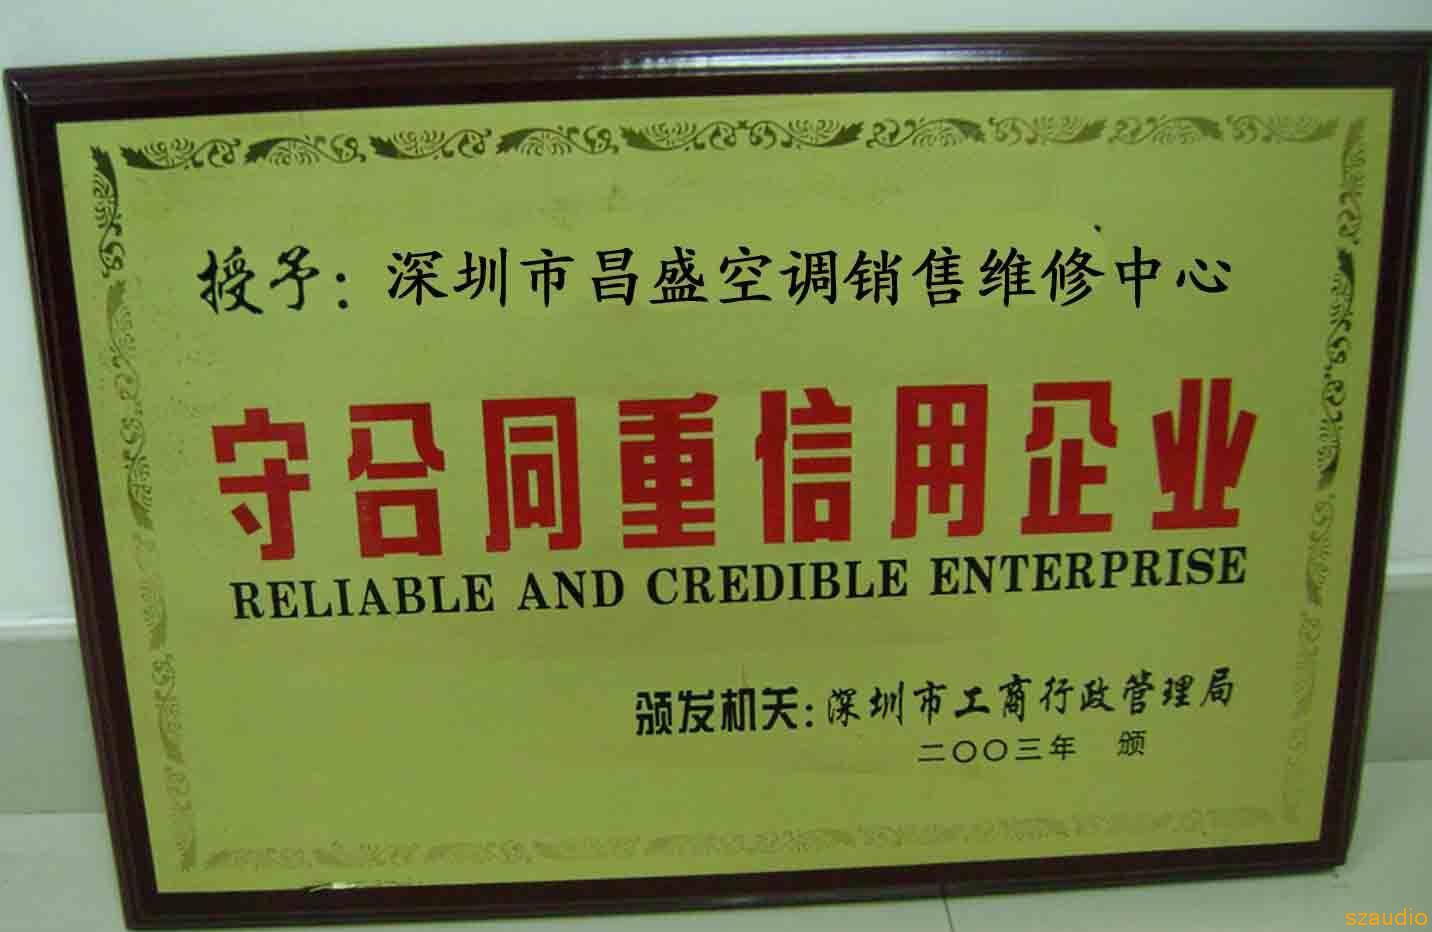 授予：深圳市昌盛空调销售维修中心
守合同重信用企业
RELIABLE AND CREDIBLE ENTERPRISE
颁发机关：深圳市工商行政管理局
二〇〇三年 颁
szaudio